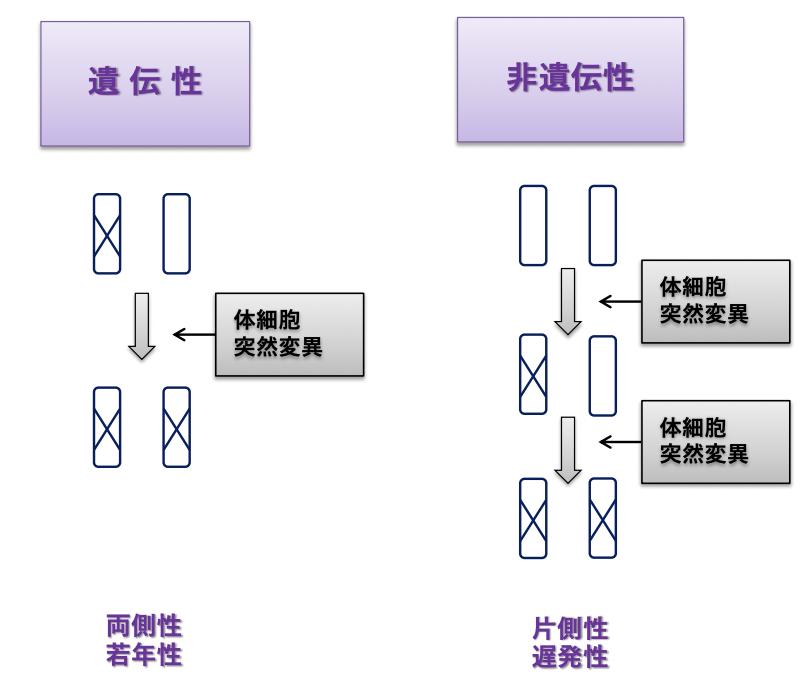 遺 伝 性
体細胞
突然変異
両側性
若年性
非遺伝性
体細胞
突然変異
体細胞
突然変異
片側性
遅発性